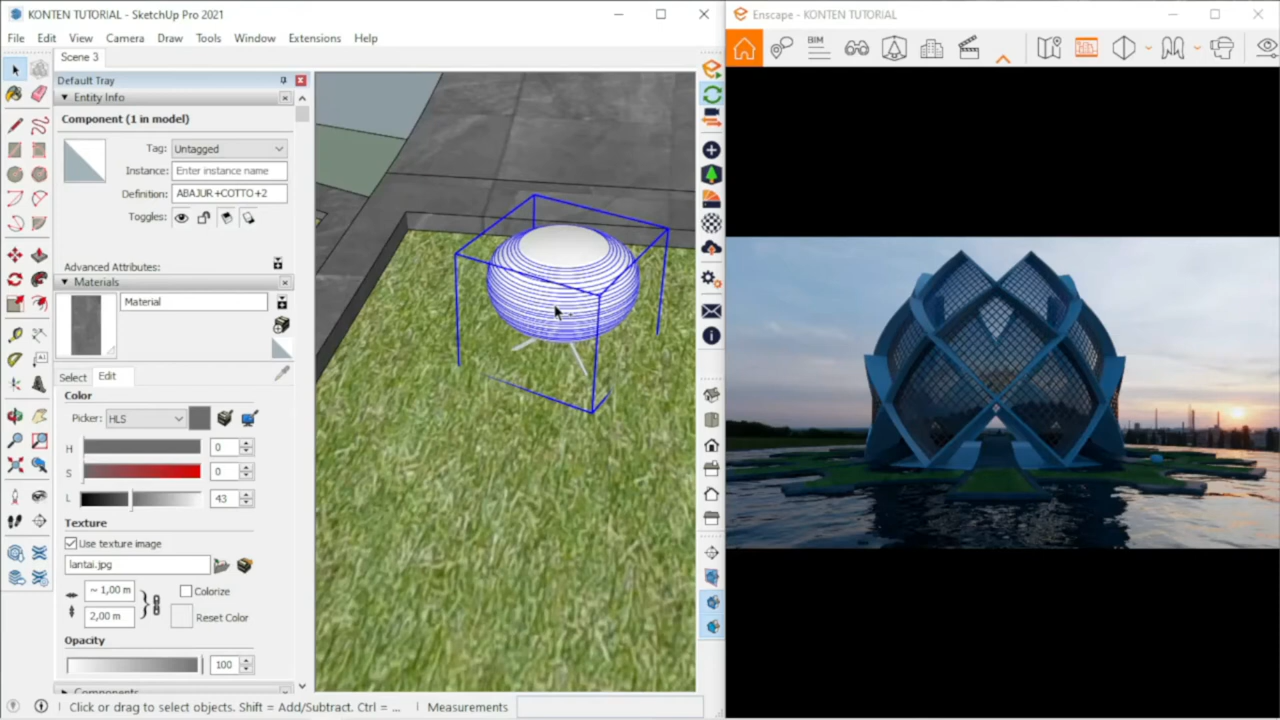 KONTEN TUTORIAL - SketchUp Pro 2021
File Edit View Camera Draw Tools Window Extensions Help
Scene 3
Default Tray
Entity Info
Component (1 in model)
Tag: Untagged
Instance: Enter instance name
Definition: ABAJUR+COTTO+2
Toggles:
Advanced Attributes:
Materials
Material
Select Edit
Color
Picker: HLS
H 0
S 0
L 43
Texture
Use texture image
lantai.jpg
~ 1,00 m Colorize
2,00 m Reset Color
Opacity
100
Components
Click or drag to select objects. Shift = Add/Subtract. Ctrl = ... Measurements
Enscape - KONTEN TUTORIAL
BIM